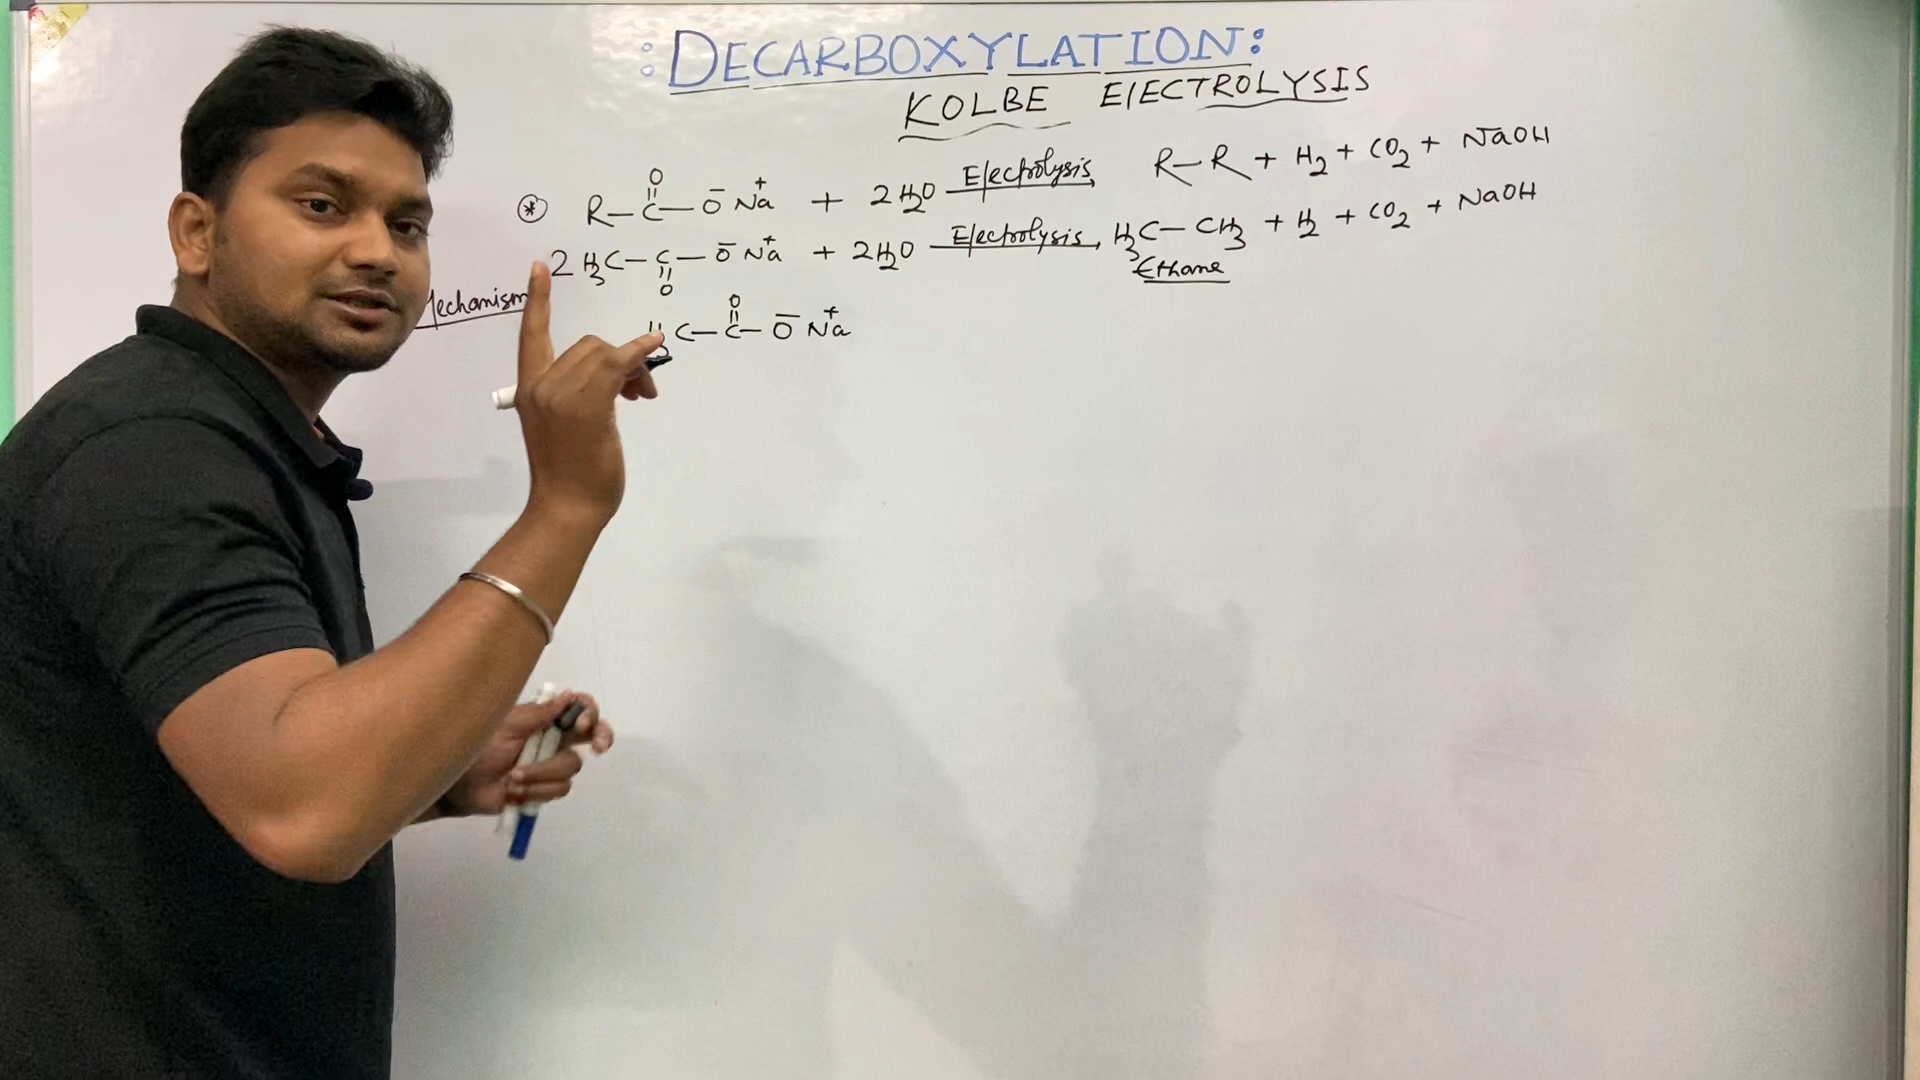 : DECARBOXYLATION:
KOLBE ElECTROLYSIS
* R-C(=O)-O⁻ Na⁺ + 2H₂O Electrolysis R-R + H₂ + CO₂ + NaOH
2 H₃C-C(=O)-O⁻ Na⁺ + 2H₂O Electrolysis H₃C-CH₃ + H₂ + CO₂ + NaOH
Ethane
Mechanism
H₃C-C(=O)-O⁻ Na⁺